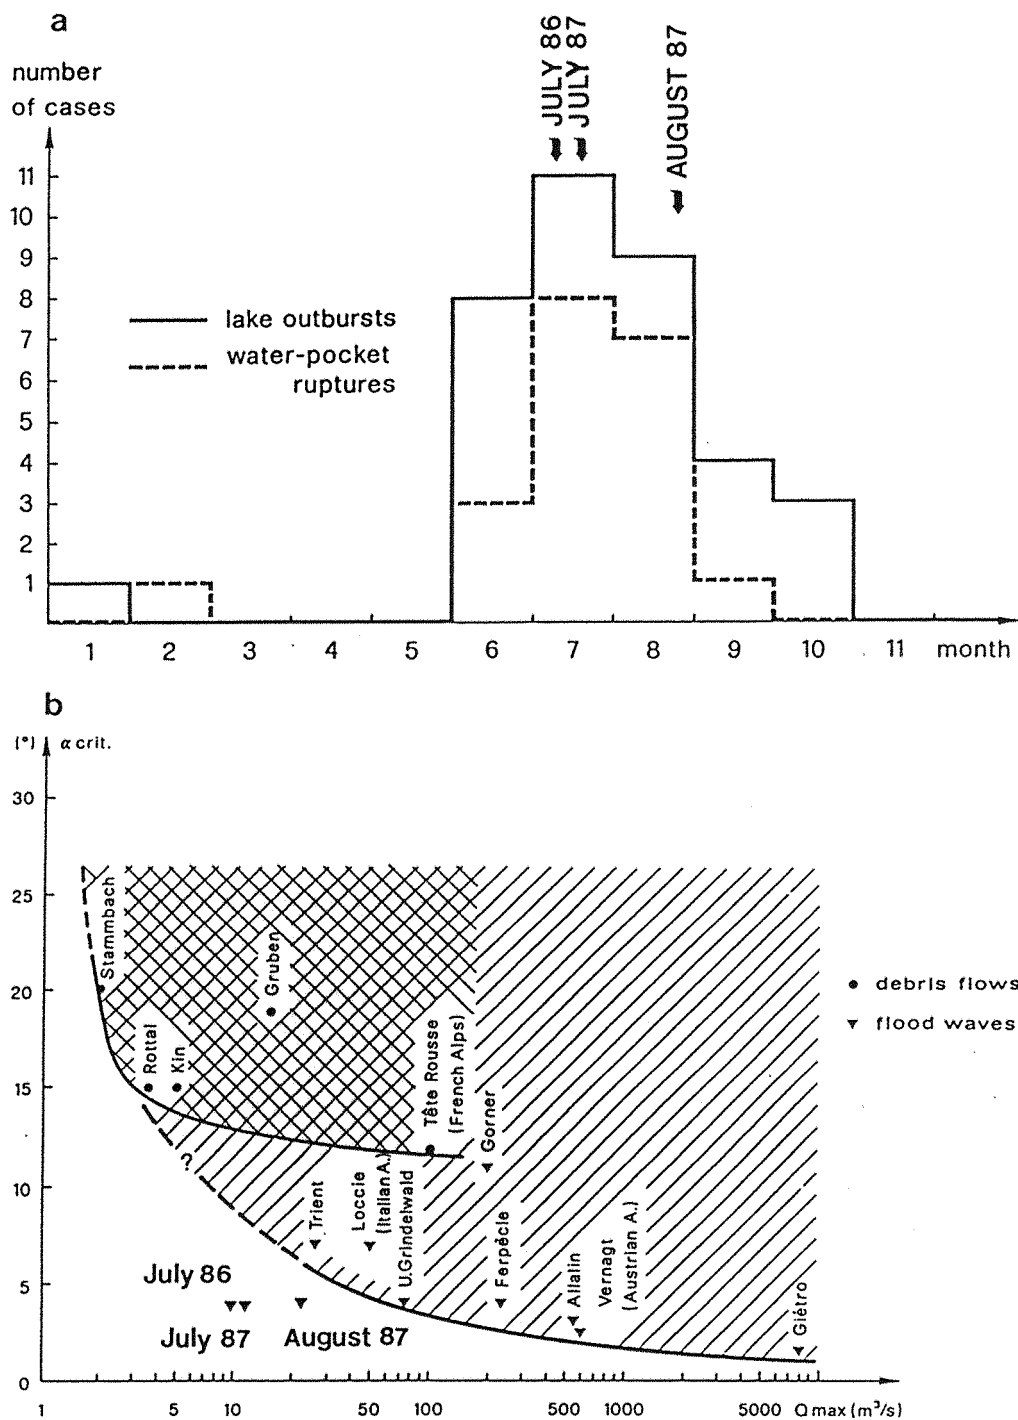 a
number
of cases
JULY 86
JULY 87
AUGUST 87
11
10
9
8
7
6
5
4
3
2
1
lake outbursts
water-pocket
ruptures
1 2 3 4 5 6 7 8 9 10 11 month
b
(°) α crit.
30
25
20
15
10
5
0
Stammbach
Rottal
Kin
Gruben
Tête Rousse
(French Alps)
Gorner
debris flows
flood waves
?
Trient
Loccie
(Italian A.)
U.Grindelwald
Ferpècle
Allalin
Vernagt
(Austrian A.)
Giétro
July 86
July 87
August 87
1 5 10 50 100 500 1000 5000 Q max (m³/s)